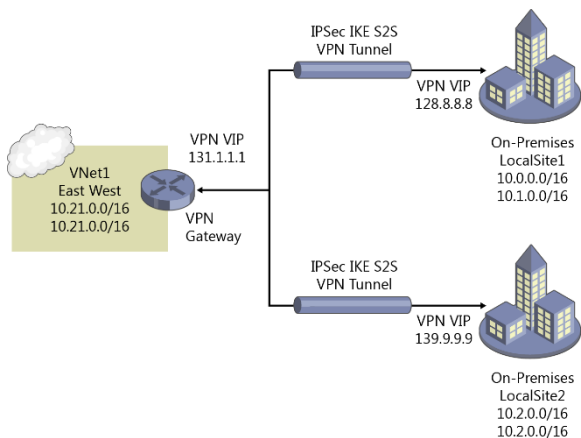 IPSec IKE S2S
VPN Tunnel
VPN VIP
128.8.8.8
On-Premises
LocalSite1
10.0.0.0/16
10.1.0.0/16
VPN VIP
131.1.1.1
VNet1
East West
10.21.0.0/16
10.21.0.0/16
VPN
Gateway
IPSec IKE S2S
VPN Tunnel
VPN VIP
139.9.9.9
On-Premises
LocalSite2
10.2.0.0/16
10.2.0.0/16